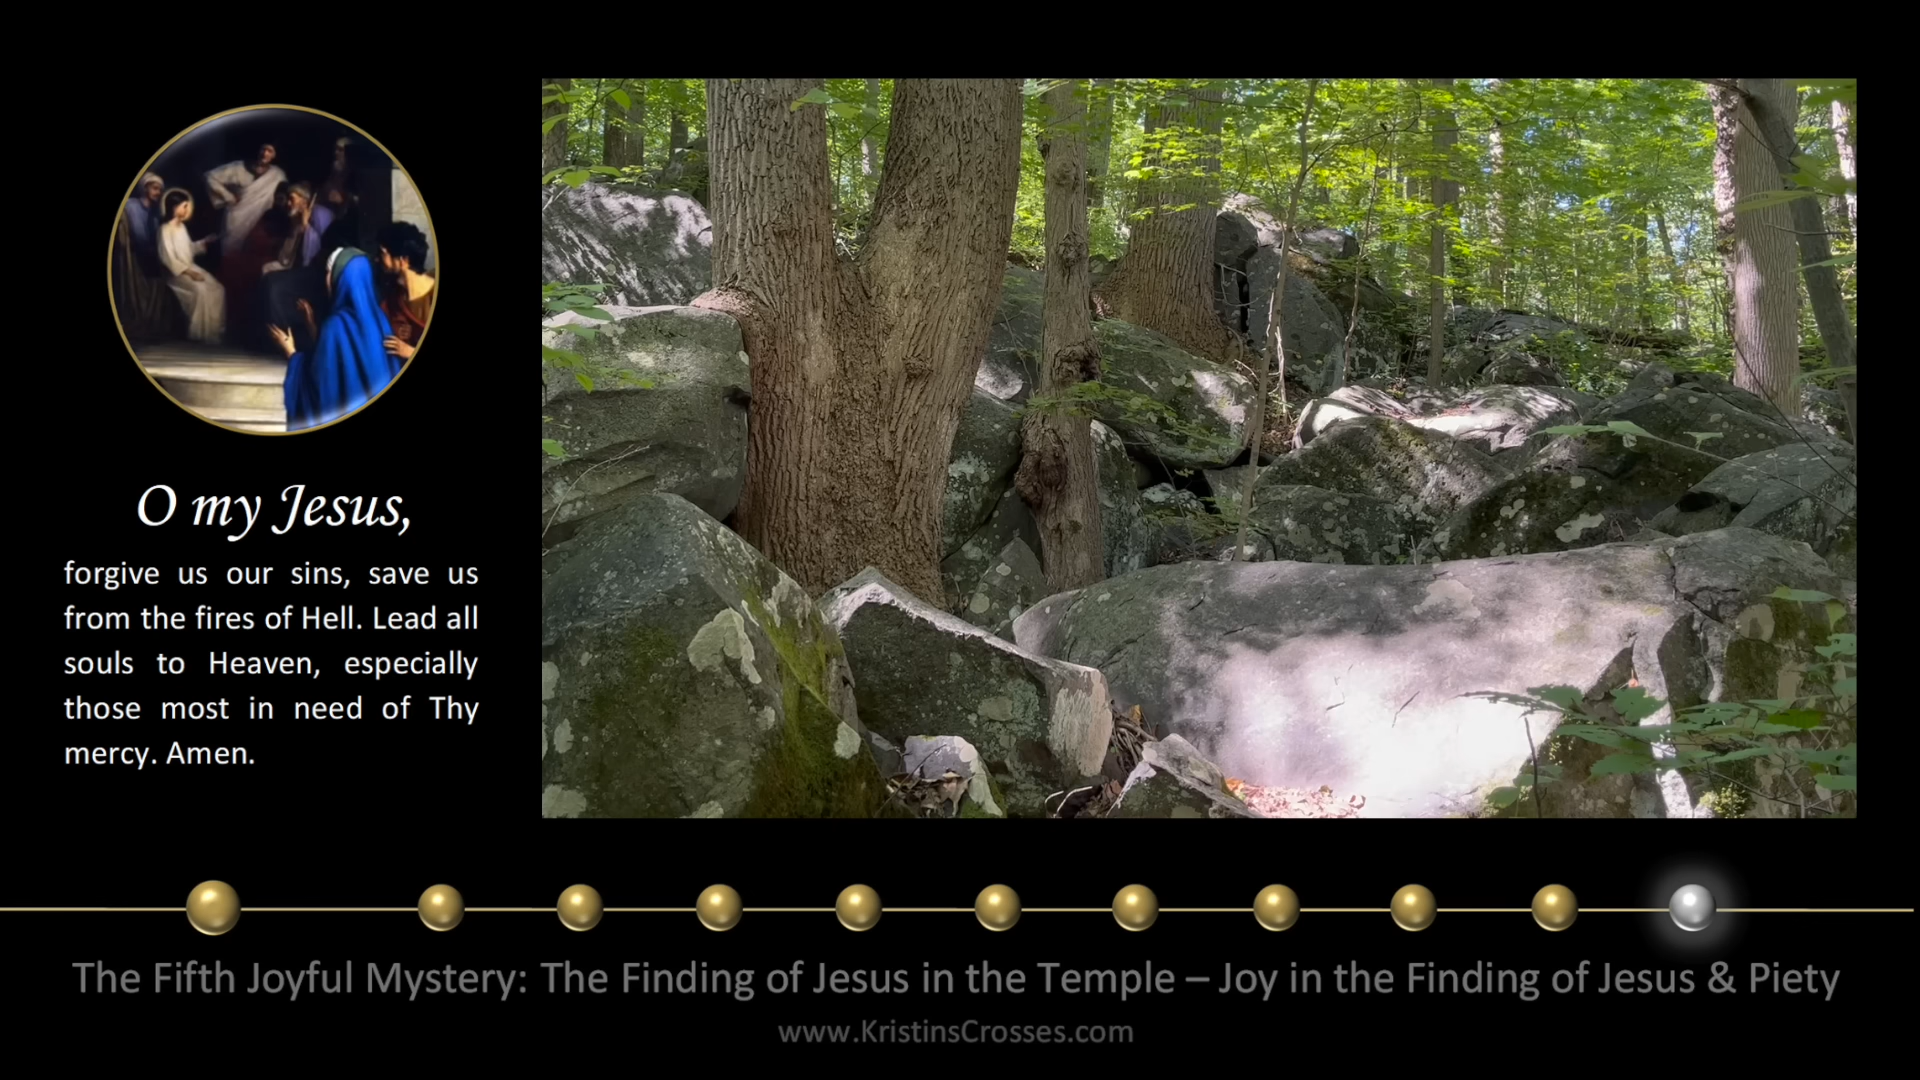 O my Jesus,
forgive us our sins, save us
from the fires of Hell. Lead all
souls to Heaven, especially
those most in need of Thy
mercy. Amen.
The Fifth Joyful Mystery: The Finding of Jesus in the Temple – Joy in the Finding of Jesus & Piety
www.KristinsCrosses.com